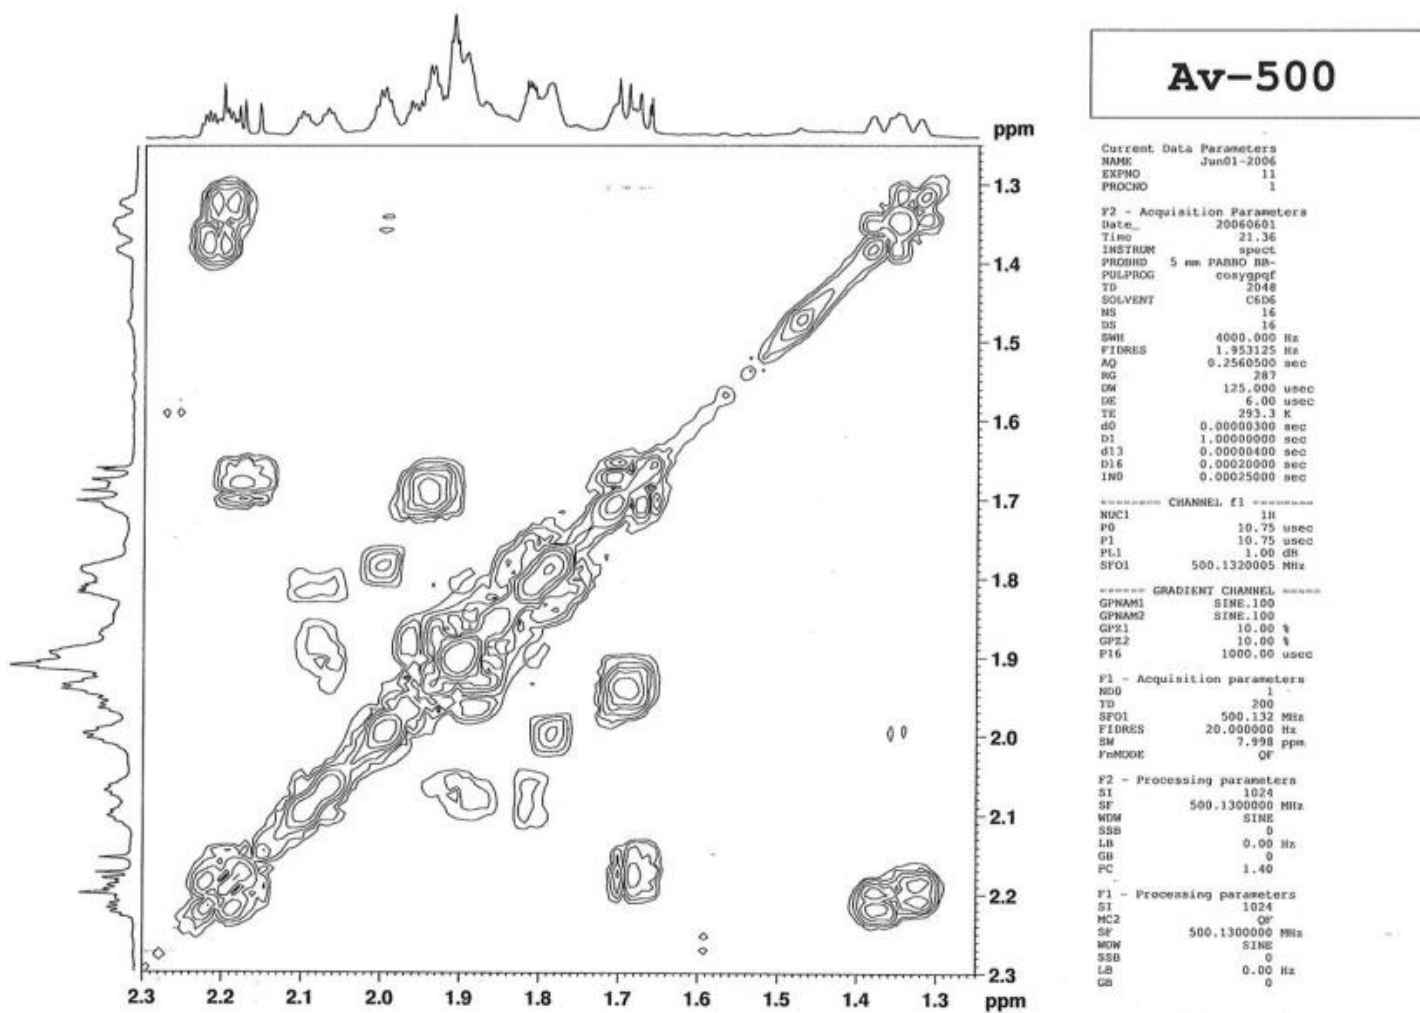 Av-500
ppm
1.3
1.4
1.5
1.6
1.7
1.8
1.9
2.0
2.1
2.2
2.3
2.3 2.2 2.1 2.0 1.9 1.8 1.7 1.6 1.5 1.4 1.3 ppm
Current Data Parameters
NAME Jun01-2006
EXPNO 11
PROCNO 1
F2 - Acquisition Parameters
Date_ 20060601
Time 21.36
INSTRUM spect
PROBHD 5 mm PABBO BB-
PULPROG cosygpqf
TD 2048
SOLVENT C6D6
NS 16
DS 16
SWH 4000.000 Hz
FIDRES 1.953125 Hz
AQ 0.2560500 sec
RG 287
DW 125.000 usec
DE 6.00 usec
TE 293.3 K
d0 0.00000300 sec
D1 1.00000000 sec
d13 0.00000400 sec
D16 0.00020000 sec
IN0 0.00025000 sec
======== CHANNEL f1 ========
NUC1 1H
P0 10.75 usec
P1 10.75 usec
PL1 1.00 dB
SFO1 500.1320005 MHz
====== GRADIENT CHANNEL =====
GPNAM1 SINE.100
GPNAM2 SINE.100
GPZ1 10.00 %
GPZ2 10.00 %
P16 1000.00 usec
F1 - Acquisition parameters
ND0 1
TD 200
SFO1 500.132 MHz
FIDRES 20.000000 Hz
SW 7.998 ppm
FnMODE QF
F2 - Processing parameters
SI 1024
SF 500.1300000 MHz
WDW SINE
SSB 0
LB 0.00 Hz
GB 0
PC 1.40
F1 - Processing parameters
SI 1024
MC2 QF
SF 500.1300000 MHz
WDW SINE
SSB 0
LB 0.00 Hz
GB 0